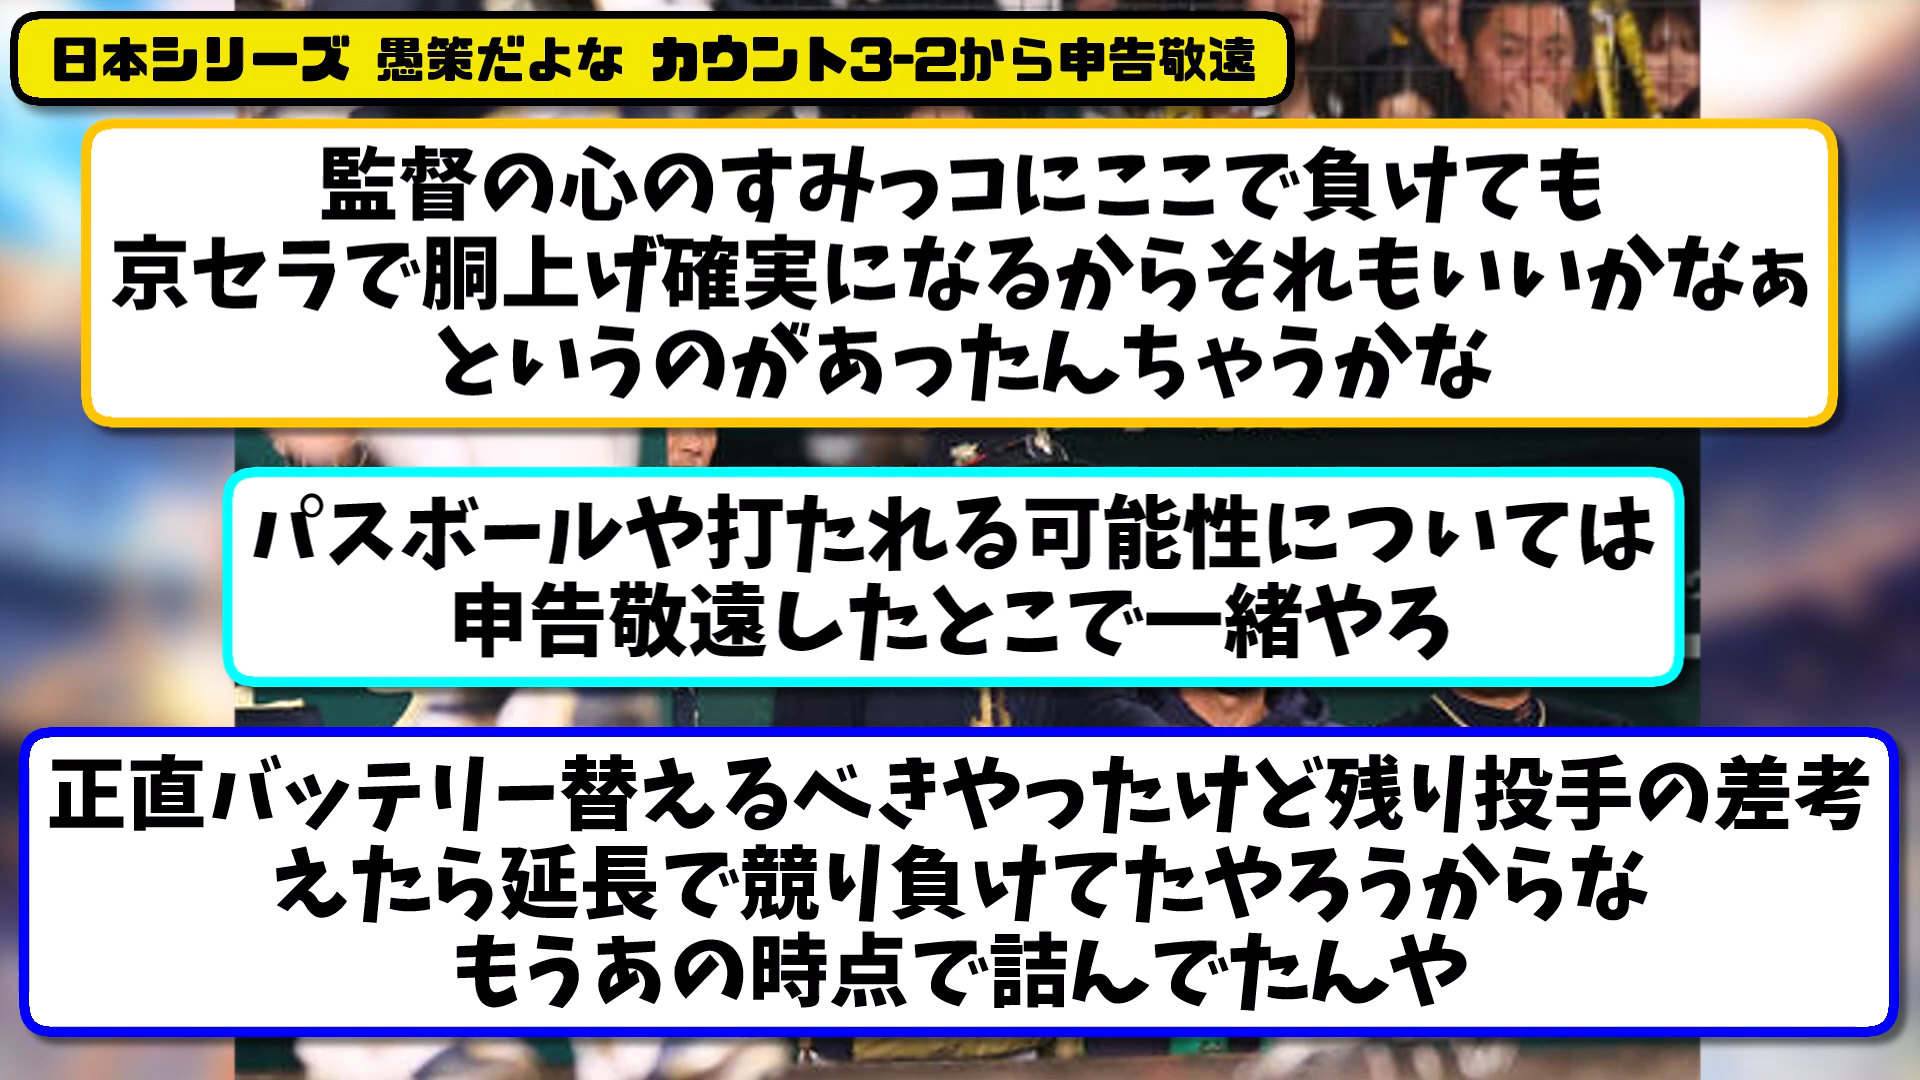 日本シリーズ 愚策だよな カウント3-2から申告敬遠
監督の心のすみっコにここで負けても
京セラで胴上げ確実になるからそれもいいかなぁ
というのがあったんちゃうかな
パスボールや打たれる可能性については
申告敬遠したとこで一緒やろ
正直バッテリー替えるべきやったけど残り投手の差考
えたら延長で競り負けてたやろうからな
もうあの時点で詰んでたんや